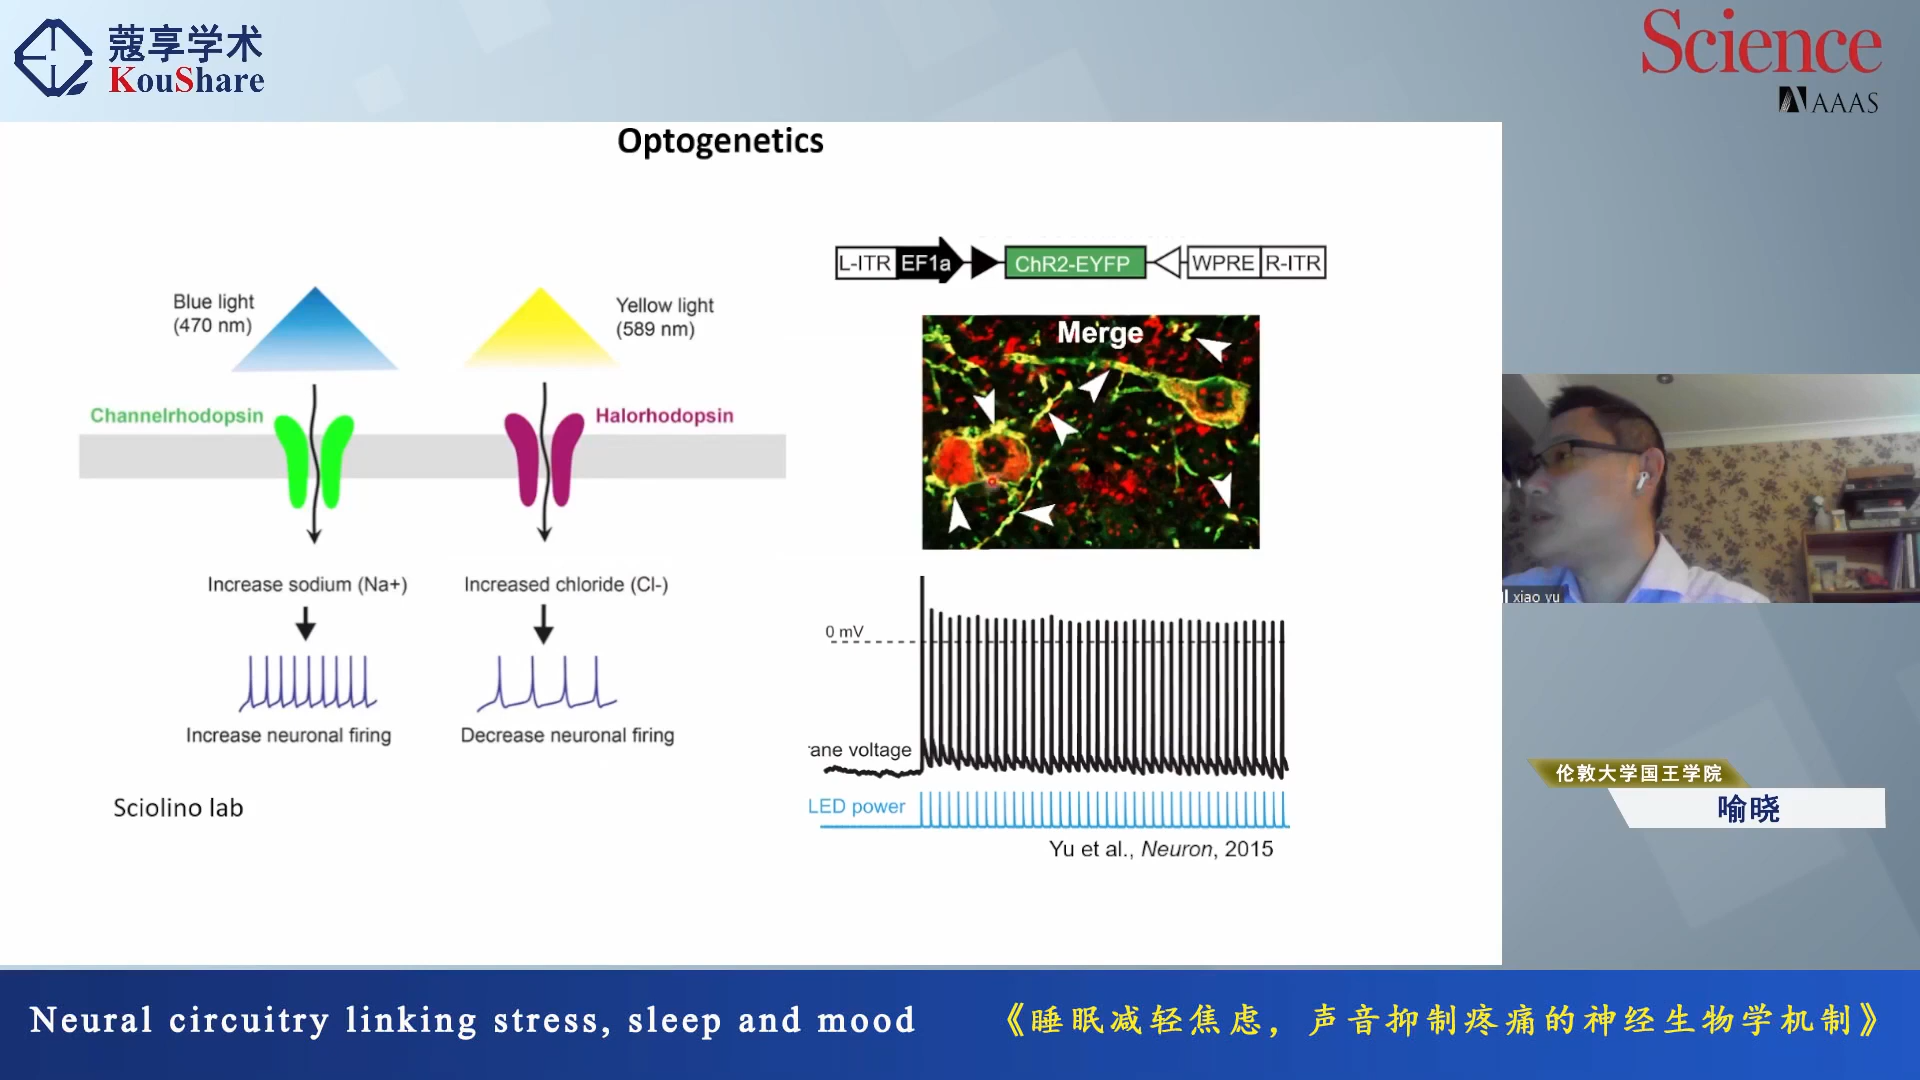 蔻享学术
KouShare
Science
AAAS
Optogenetics
Blue light
(470 nm)
Yellow light
(589 nm)
Channelrhodopsin
Halorhodopsin
Increase sodium (Na+)
Increased chloride (Cl-)
Increase neuronal firing
Decrease neuronal firing
Sciolino lab
L-ITR EF1a ChR2-EYFP WPRE R-ITR
Merge
0 mV
rane voltage
LED power
Yu et al., Neuron, 2015
xiao yu
伦敦大学国王学院
喻晓
Neural circuitry linking stress, sleep and mood
《睡眠减轻焦虑，声音抑制疼痛的神经生物学机制》